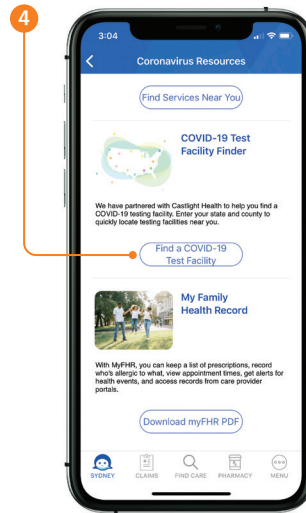 4
3:04
Coronavirus Resources
Find Services Near You
COVID-19 Test
Facility Finder
We have partnered with Castlight Health to help you find a
COVID-19 testing facility. Enter your state and county to
quickly locate testing facilities near you.
Find a COVID-19
Test Facility
My Family
Health Record
With MyFHR, you can keep a list of prescriptions, record
who's allergic to what, view appointment times, get alerts for
health events, and access records from care provider
portals.
Download myFHR PDF
SYDNEY CLAIMS FIND CARE PHARMACY MENU